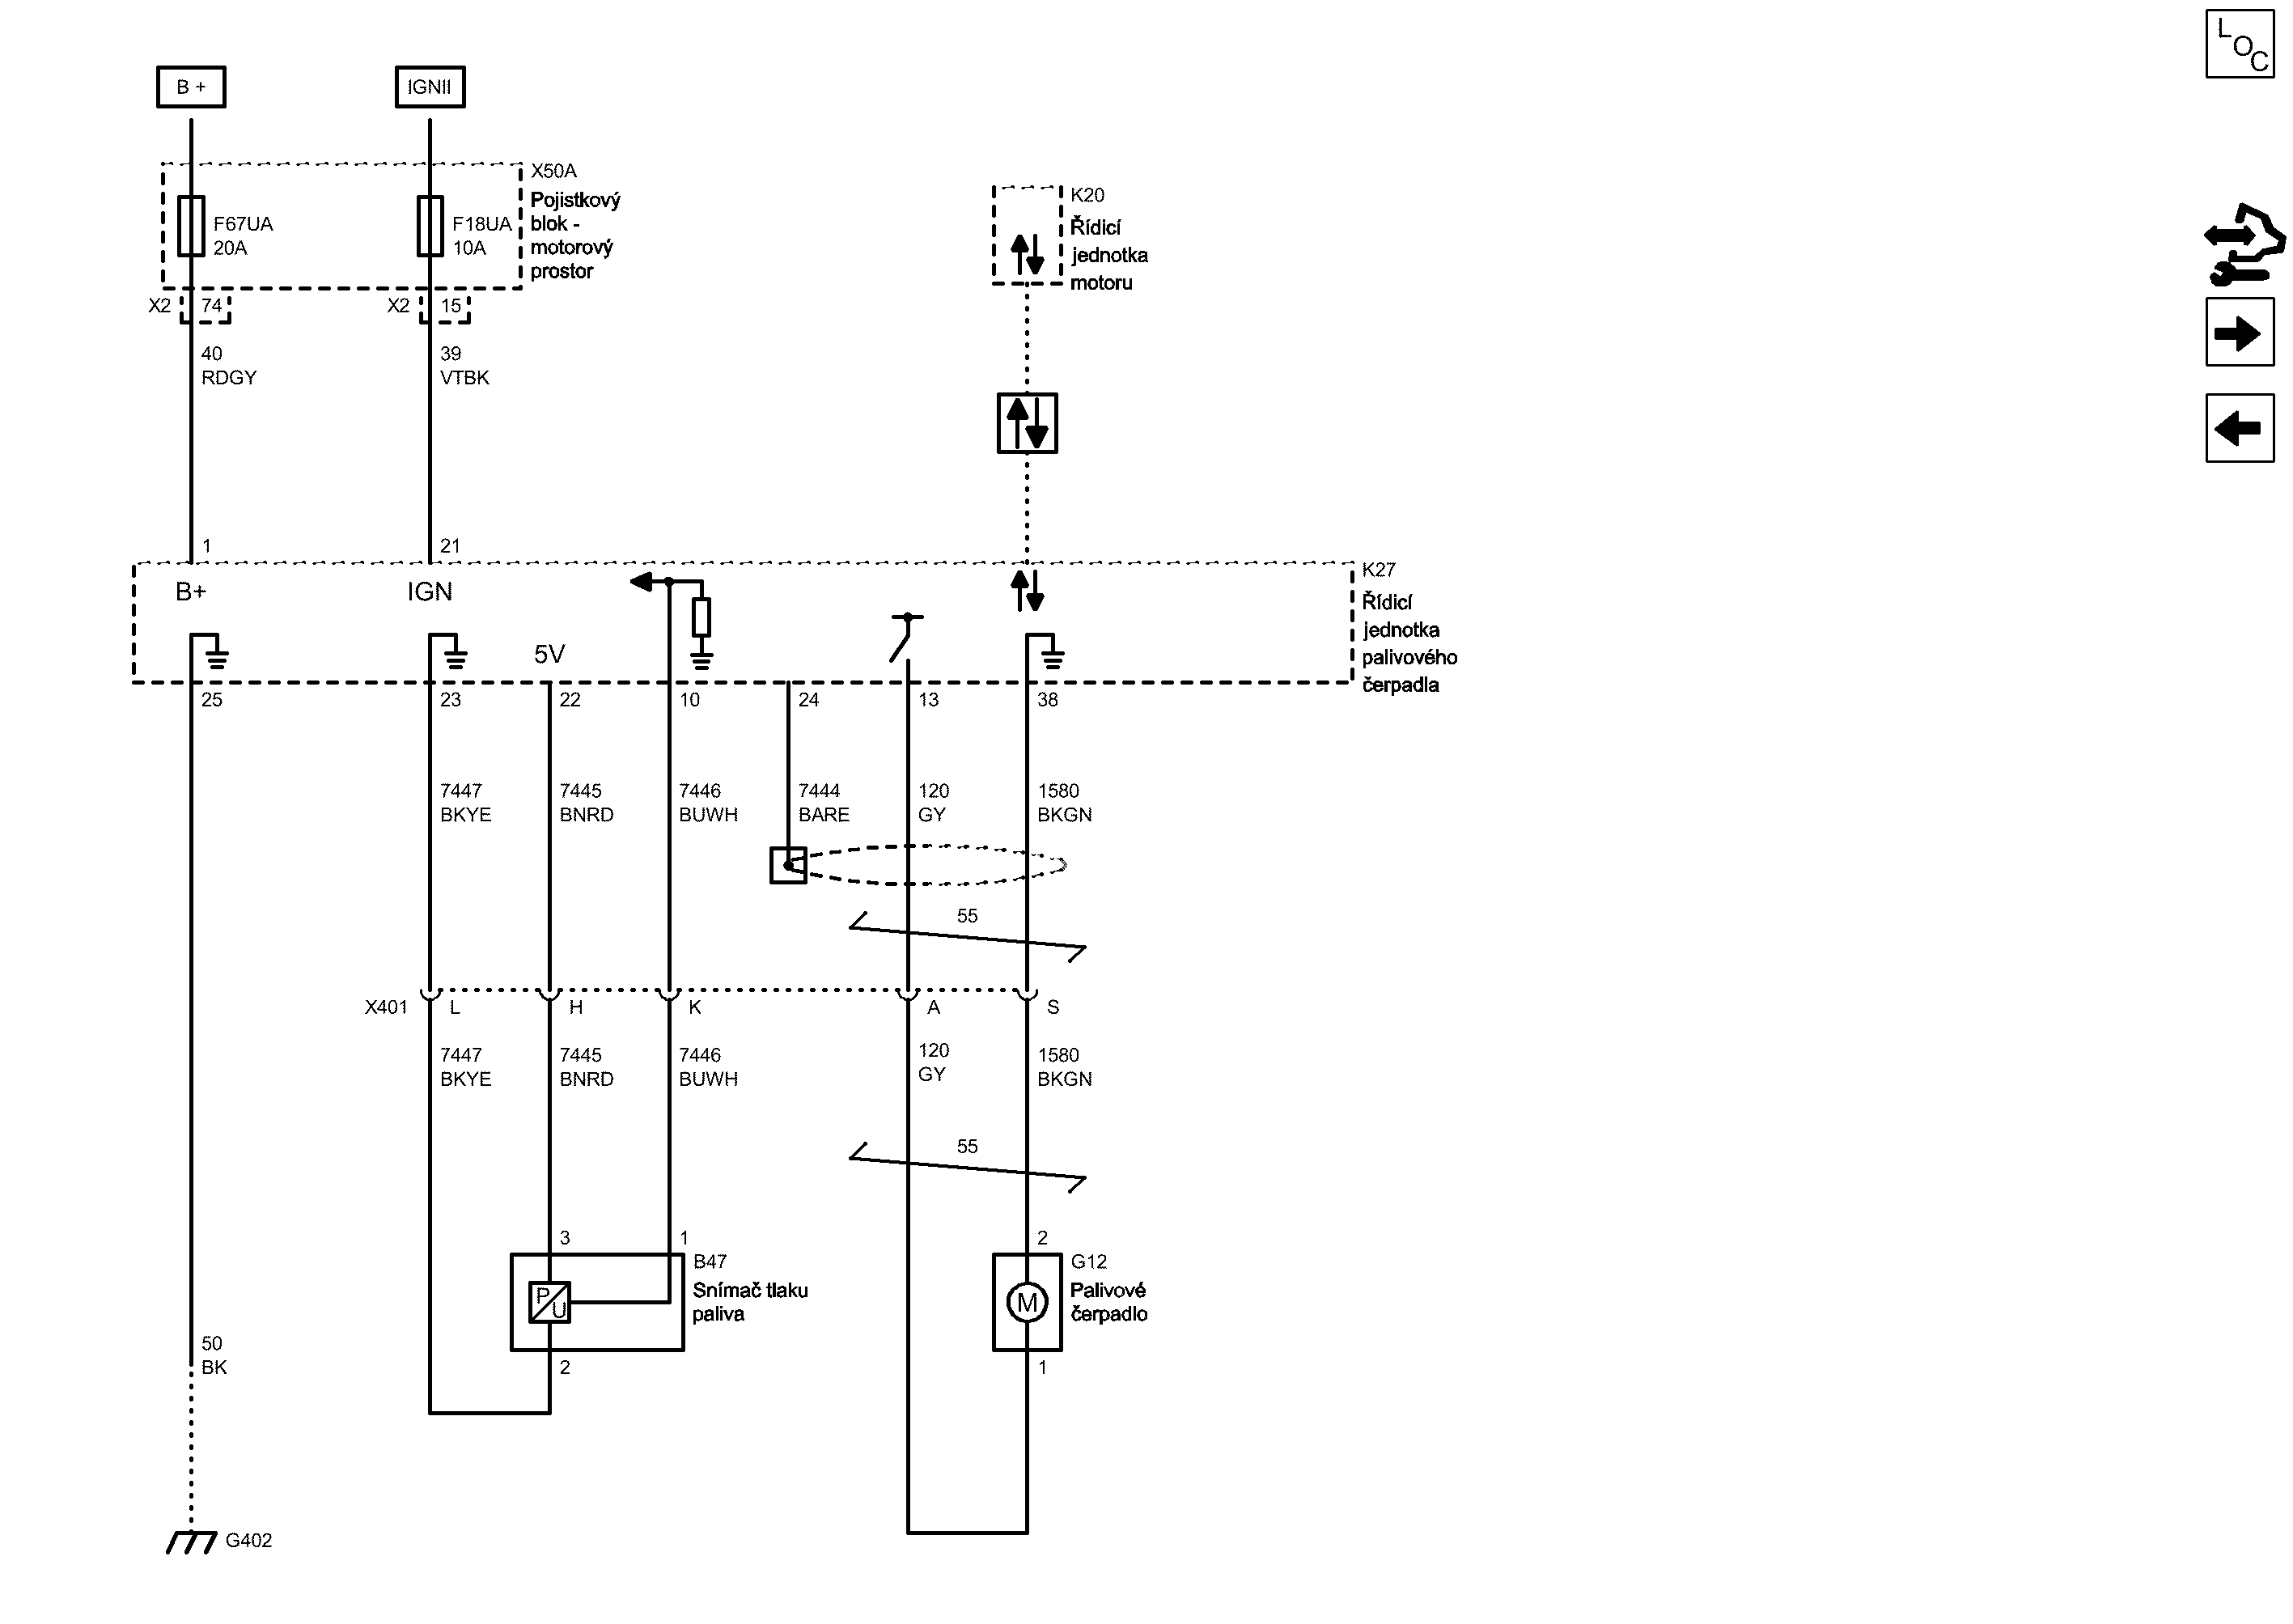 L
O
C
B +
IGNII
X50A
Pojistkový
blok -
motorový
prostor
F67UA
20A
F18UA
10A
K20
Řídicí
jednotka
motoru
X2
74
X2
15
40
RDGY
39
VTBK
1
21
K27
Řídicí
jednotka
palivového
čerpadla
B+
IGN
5V
25
23
22
10
24
13
38
7447
BKYE
7445
BNRD
7446
BUWH
7444
BARE
120
GY
1580
BKGN
55
X401
L
H
K
A
S
7447
BKYE
7445
BNRD
7446
BUWH
120
GY
1580
BKGN
55
3
1
B47
Snímač tlaku
paliva
P
U
2
2
G12
Palivové
čerpadlo
M
1
50
BK
G402